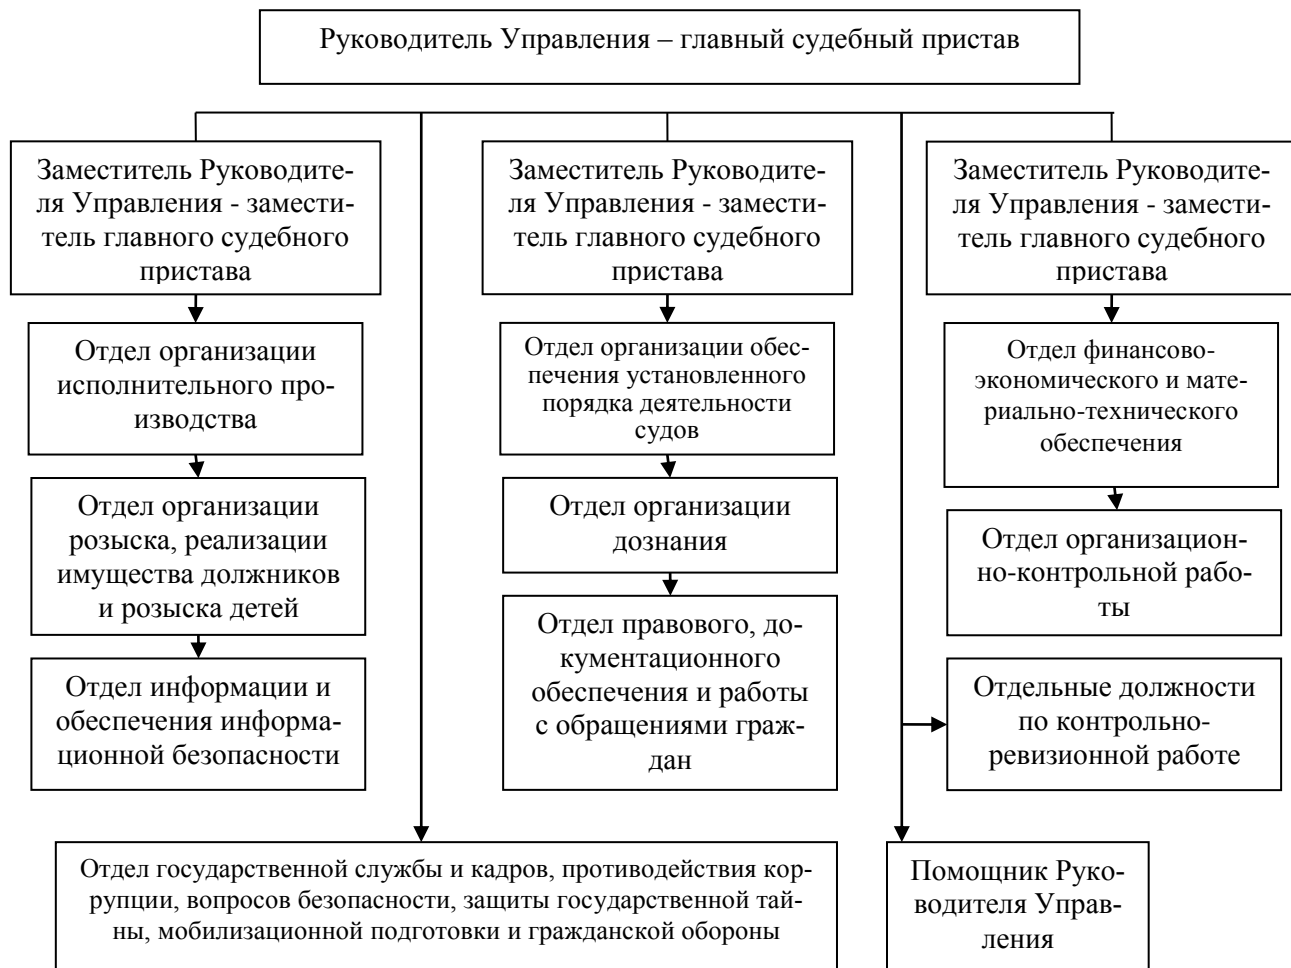 Руководитель Управления – главный судебный пристав
Заместитель Руководите-
ля Управления - замести-
тель главного судебного
пристава
Заместитель Руководите-
ля Управления - замести-
тель главного судебного
пристава
Заместитель Руководите-
ля Управления - замести-
тель главного судебного
пристава
Отдел организации
исполнительного про-
изводства
Отдел организации обес-
печения установленного
порядка деятельности
судов
Отдел финансово-
экономического и мате-
риально-технического
обеспечения
Отдел организации
розыска, реализации
имущества должников
и розыска детей
Отдел организации
дознания
Отдел организацион-
но-контрольной рабо-
ты
Отдел информации и
обеспечения информа-
ционной безопасности
Отдел правового, до-
кументационного
обеспечения и работы
с обращениями граж-
дан
Отдельные должности
по контрольно-
ревизионной работе
Отдел государственной службы и кадров, противодействия кор-
рупции, вопросов безопасности, защиты государственной тай-
ны, мобилизационной подготовки и гражданской обороны
Помощник Руко-
водителя Управ-
ления